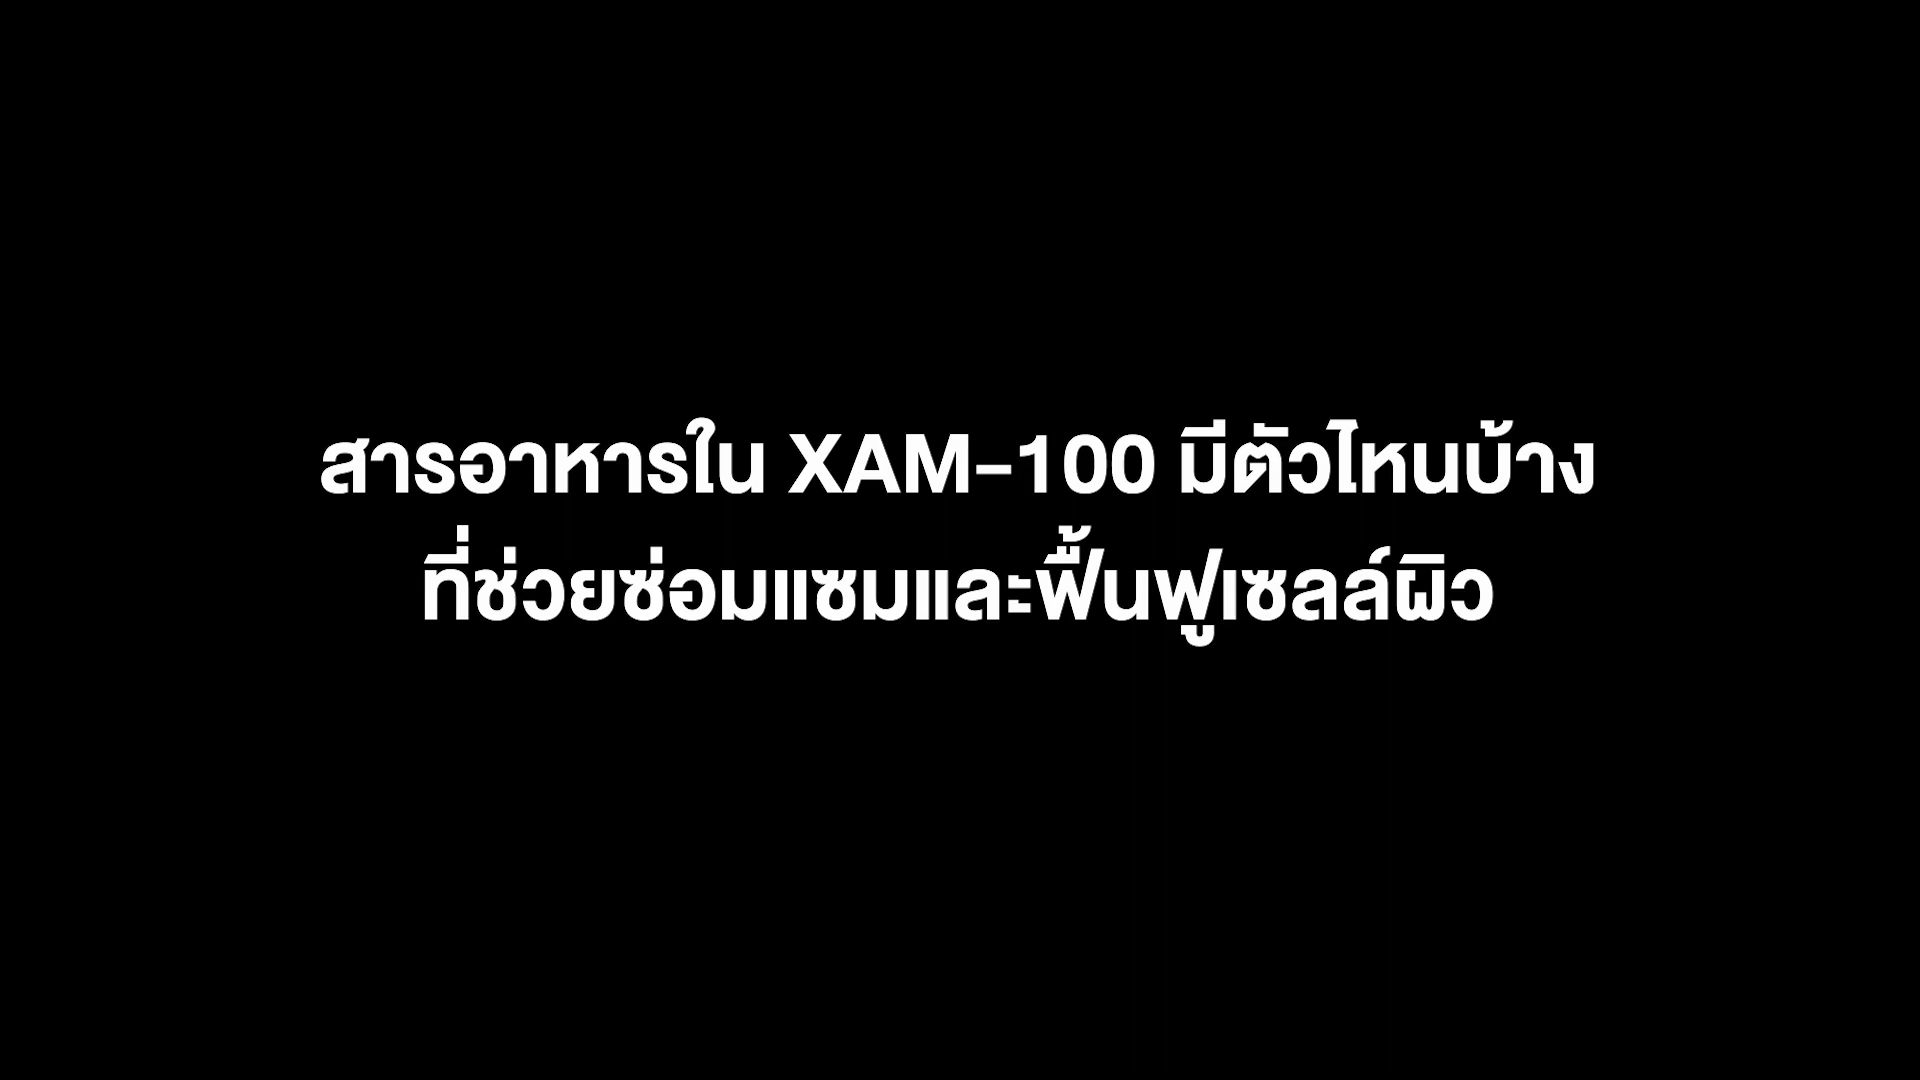 สารอาหารใน XAM-100 มีตัวไหนบ้าง
ที่ช่วยซ่อมแซมและฟื้นฟูเซลล์ผิว